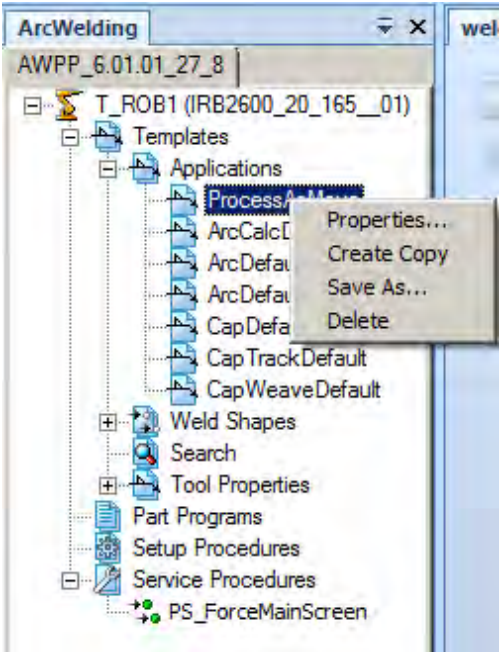 ArcWelding
wel
AWPP_6.01.01_27_8
T_ROB1 (IRB2600_20_165__01)
Templates
Applications
Properties...
ArcCalcD
Create Copy
ArcDefau
Save As...
ArcDefau
Delete
CapDefa
CapTrackDefault
CapWeaveDefault
Weld Shapes
Search
Tool Properties
Part Programs
Setup Procedures
Service Procedures
PS_ForceMainScreen